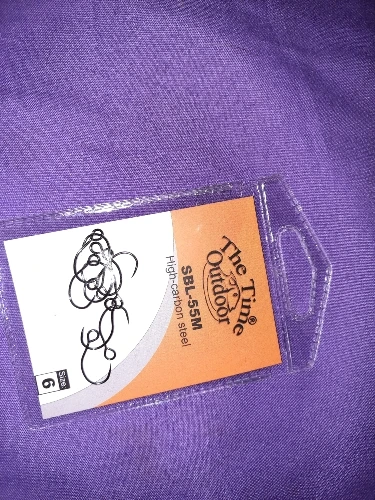 The Time®
Outdoor
SBL-55M
High-carbon steel
Size
6